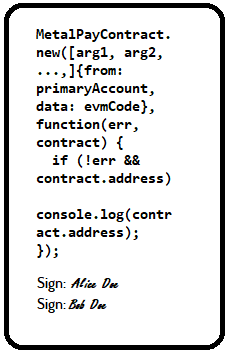 MetalPayContract.
new([arg1, arg2,
...,]{from:
primaryAccount,
data: evmCode},
function(err,
contract) {
  if (!err &&
contract.address)

console.log(contr
act.address);
});
Sign: Alice Doe
Sign: Bob Doe